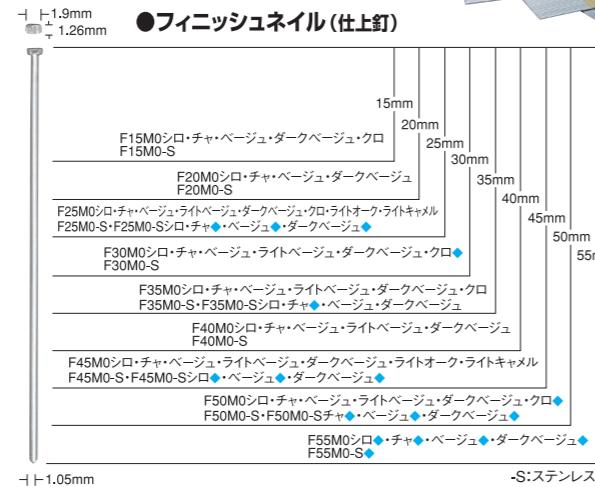 1.9mm
1.26mm
●フィニッシュネイル(仕上釘)
15mm
20mm
25mm
30mm
35mm
40mm
45mm
50mm
F15M0シロ・チャ・ベージュ・ダークベージュ・クロ
F15M0-S
F20M0シロ・チャ・ベージュ・ダークベージュ
F20M0-S
F25M0シロ・チャ・ベージュ・ライトベージュ・ダークベージュ・クロ・ライトオーク・ライトキャメル
F25M0-S・F25M0-Sシロ・チャ◆・ベージュ◆・ダークベージュ◆
F30M0シロ・チャ・ベージュ・ライトベージュ・ダークベージュ・クロ◆
F30M0-S
F35M0シロ・チャ・ベージュ・ライトベージュ・ダークベージュ・クロ
F35M0-S・F35M0-Sシロ・チャ◆・ベージュ・ダークベージュ
F40M0シロ・チャ・ベージュ・ライトベージュ・ダークベージュ
F40M0-S
F45M0シロ・チャ・ベージュ・ライトベージュ・ダークベージュ・ライトオーク・ライトキャメル
F45M0-S・F45M0-Sシロ◆・ベージュ◆・ダークベージュ◆
F50M0シロ・チャ・ベージュ・ライトベージュ・ダークベージュ・クロ◆
F50M0-S・F50M0-Sチャ◆・ベージュ◆・ダークベージュ◆
F55M0シロ◆・チャ◆・ベージュ◆・ダークベージュ◆
F55M0-S◆
1.05mm
-S:ステンレス